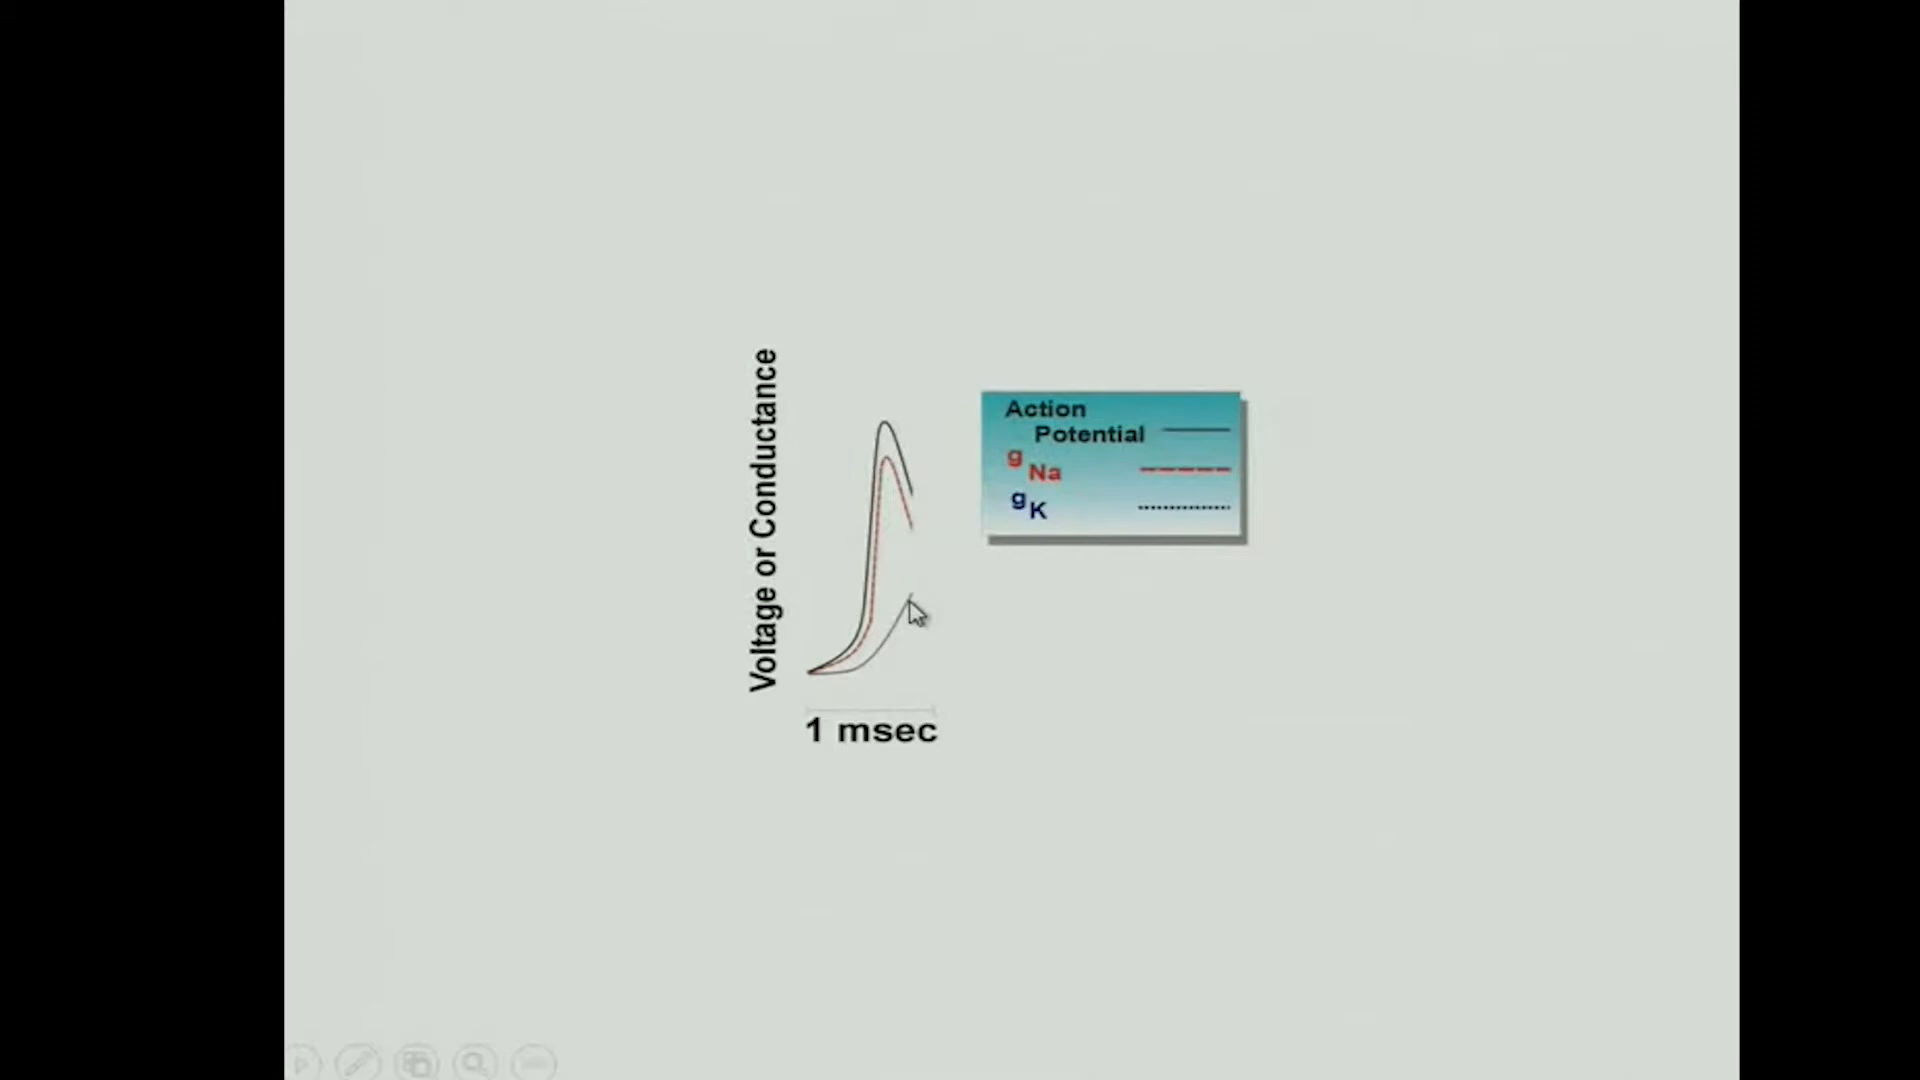 Voltage or Conductance
Action
Potential
g Na
g K
1 msec